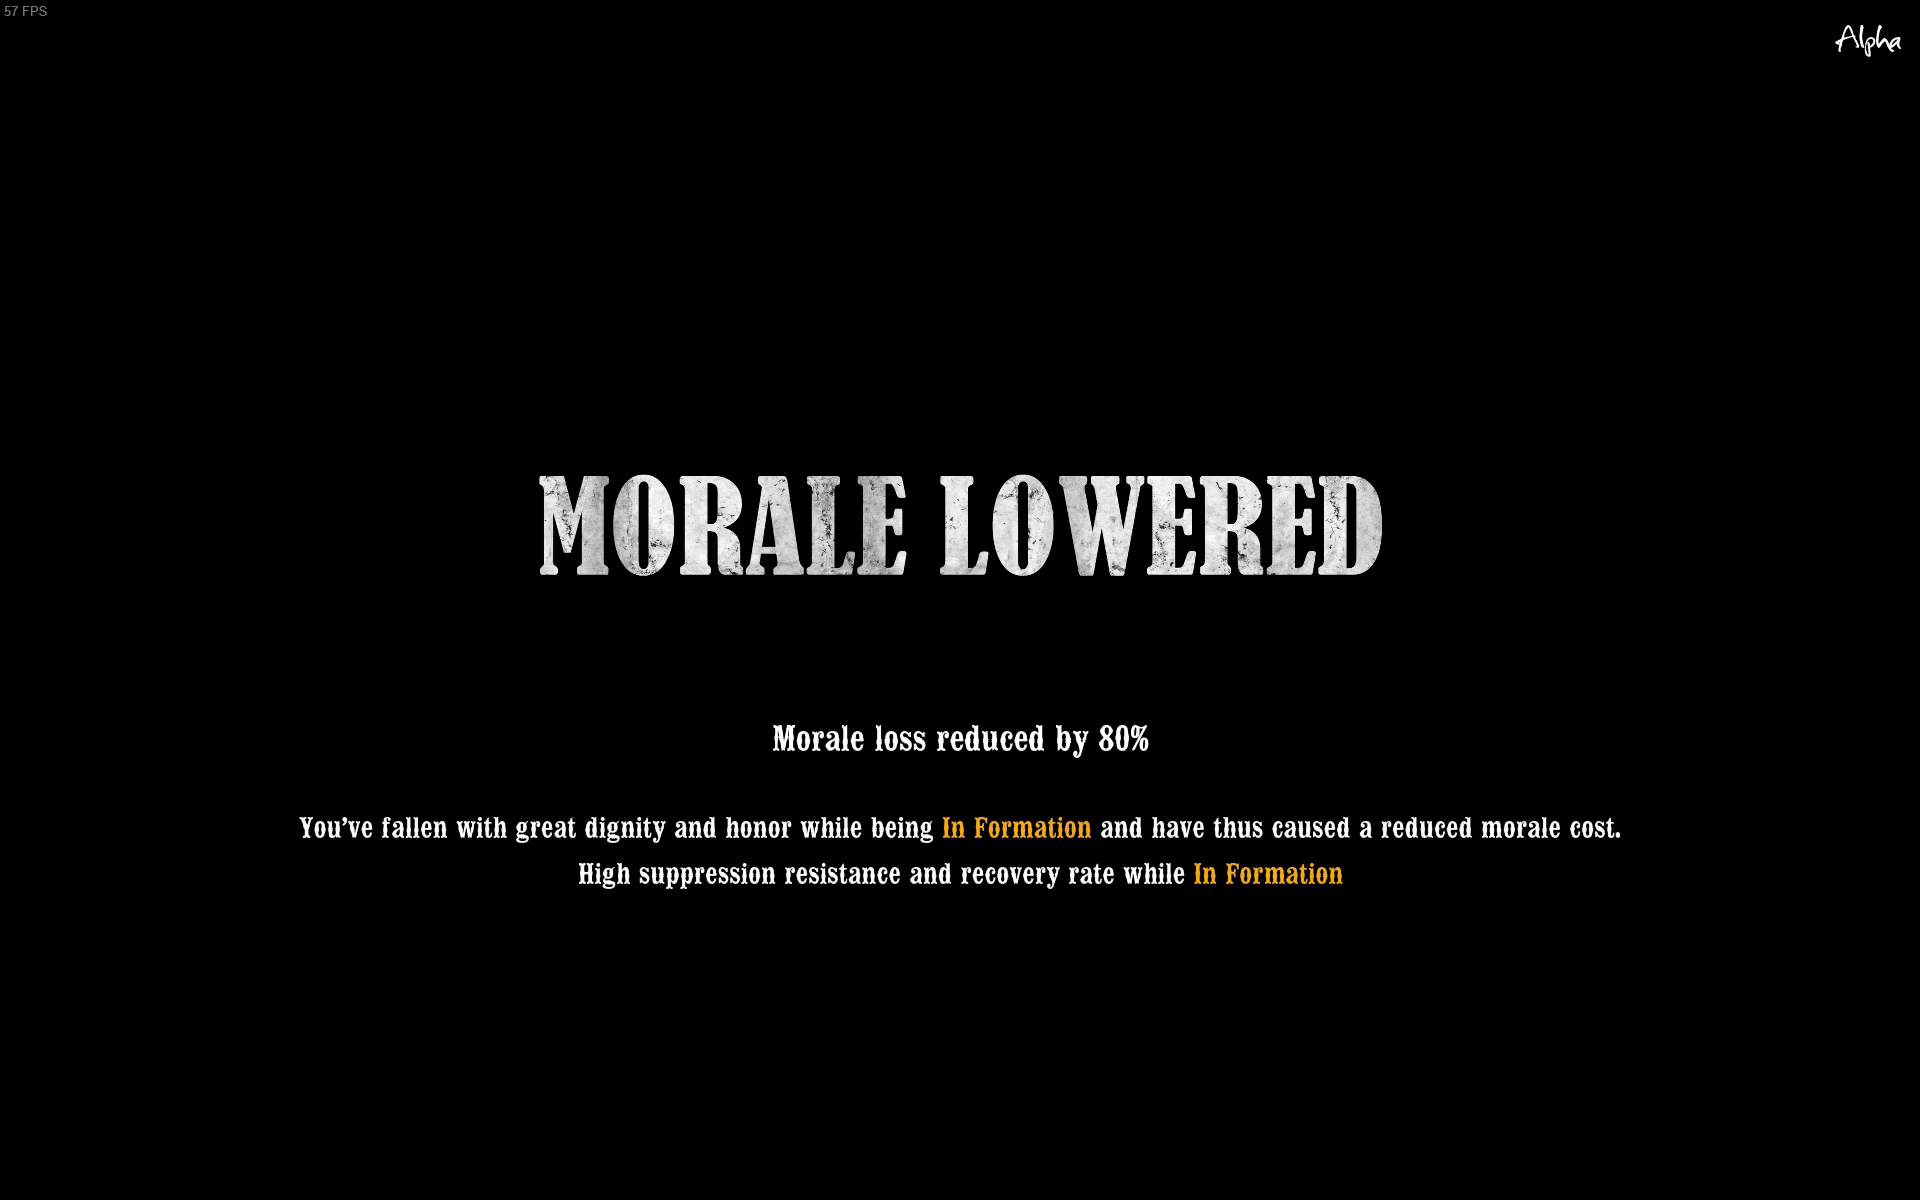 57 FPS
Alpha
MORALE LOWERED
Morale loss reduced by 80%
You’ve fallen with great dignity and honor while being In Formation and have thus caused a reduced morale cost.
High suppression resistance and recovery rate while In Formation